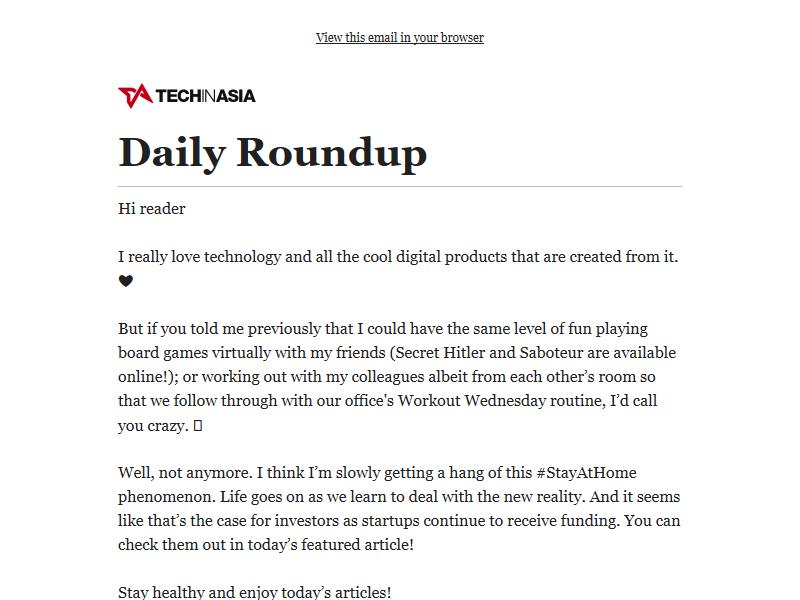 View this email in your browser
TECHINASIA
Daily Roundup
Hi reader
I really love technology and all the cool digital products that are created from it.
♥
But if you told me previously that I could have the same level of fun playing
board games virtually with my friends (Secret Hitler and Saboteur are available
online!); or working out with my colleagues albeit from each other’s room so
that we follow through with our office's Workout Wednesday routine, I’d call
you crazy. 
Well, not anymore. I think I’m slowly getting a hang of this #StayAtHome
phenomenon. Life goes on as we learn to deal with the new reality. And it seems
like that’s the case for investors as startups continue to receive funding. You can
check them out in today’s featured article!
Stay healthy and enjoy today’s articles!